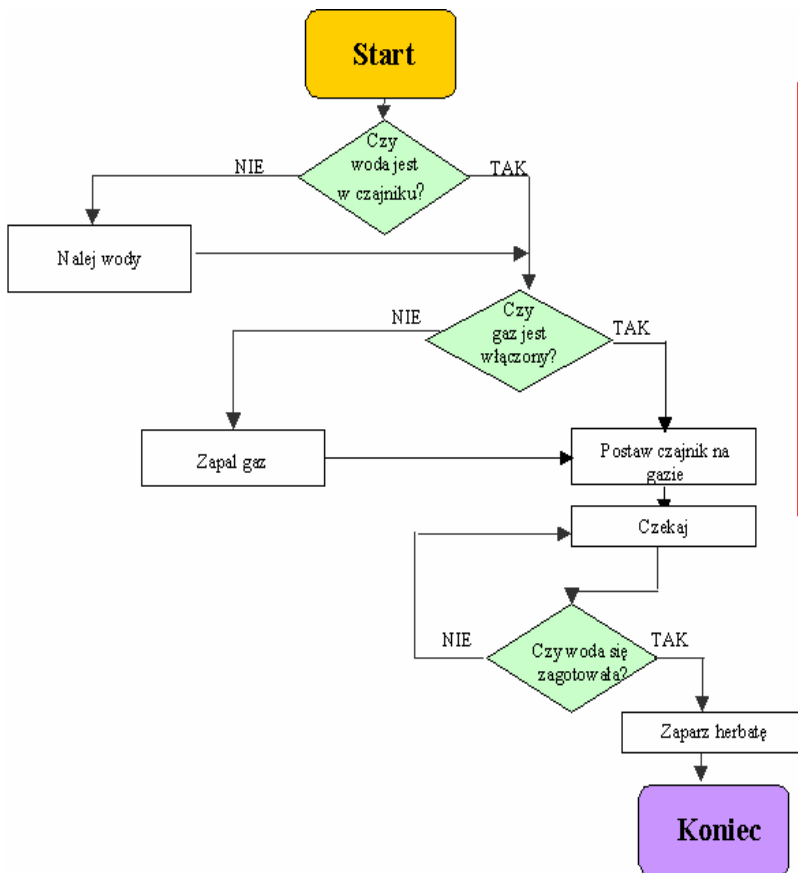 Start
Czy
woda jest
w czajniku?
NIE
TAK
Nalej wody
Czy
gaz jest
włączony?
NIE
TAK
Zapal gaz
Postaw czajnik na
gazie
Czekaj
NIE
TAK
Czy woda się
zagotowała?
Zaparz herbatę
Koniec